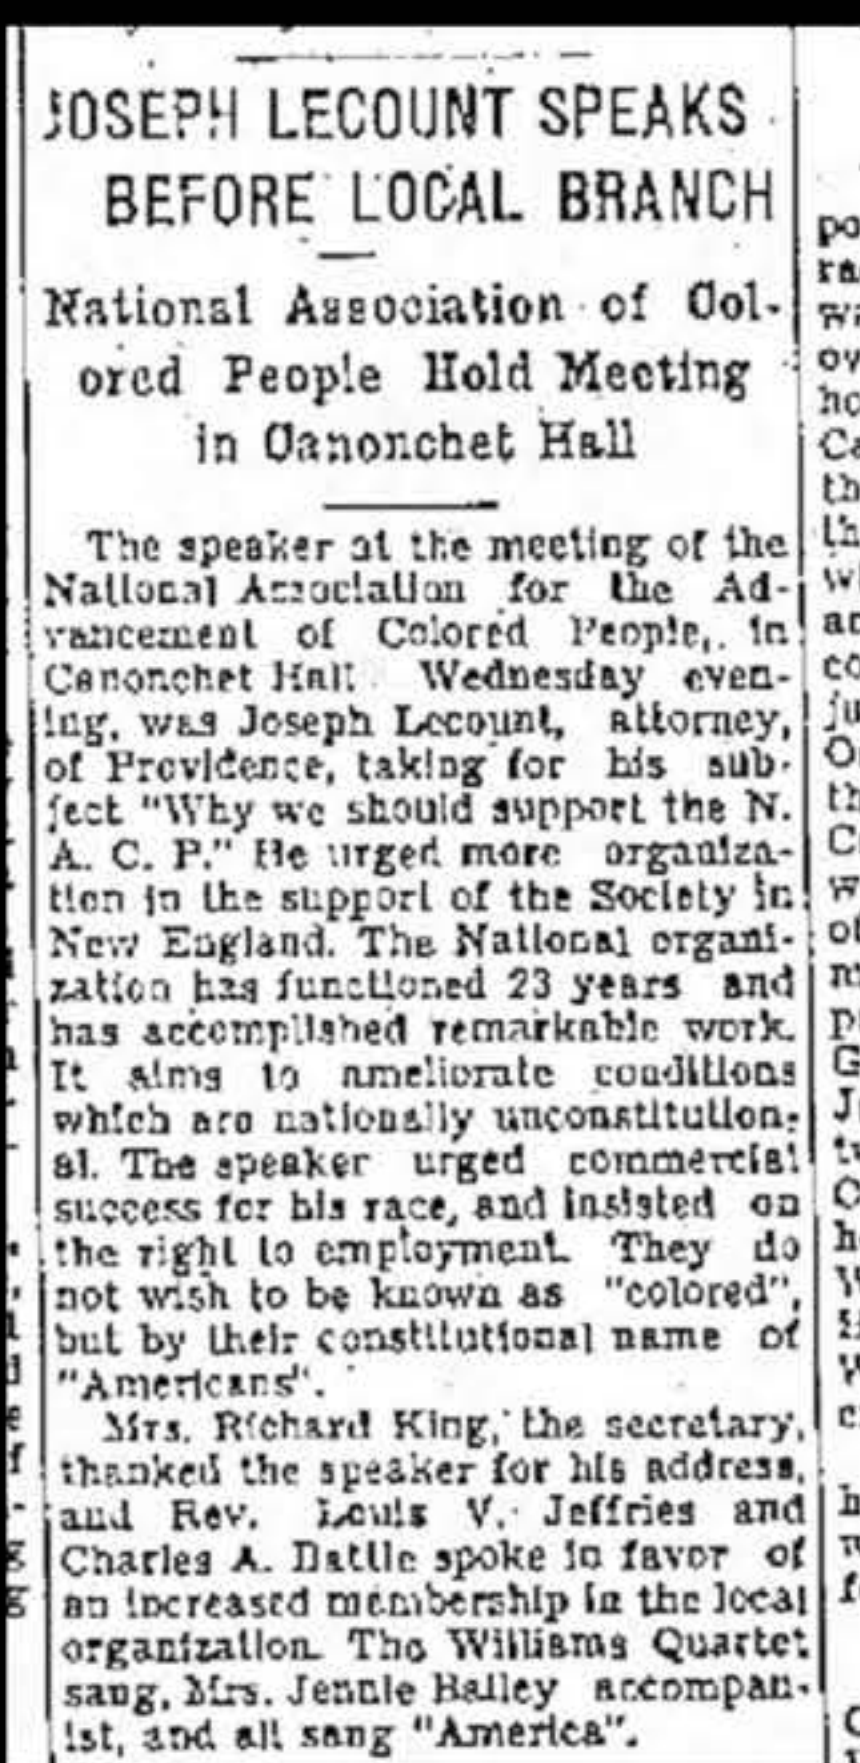 JOSEPH LECOUNT SPEAKS
BEFORE LOCAL BRANCH
National Association of Col-
ored People Hold Meeting
in Canonchet Hall
The speaker at the meeting of the
National Association for the Ad-
vancement of Colored People, in
Canonchet Hall Wednesday even-
ing, was Joseph Lecount, attorney,
of Providence, taking for his sub-
ject "Why we should support the N.
A. C. P." He urged more organiza-
tion in the support of the Society in
New England. The National organi-
zation has functioned 23 years and
has accomplished remarkable work.
It aims to ameliorate conditions
which are nationally unconstitution-
al. The speaker urged commercial
success for his race, and insisted on
the right to employment. They do
not wish to be known as "colored",
but by their constitutional name of
"Americans".
Mrs. Richard King, the secretary,
thanked the speaker for his address,
and Rev. Louis V. Jeffries and
Charles A. Battle spoke in favor of
an increased membership in the local
organization. The Williams Quartet
sang, Mrs. Jennie Bailey accompan-
ist, and all sang "America".